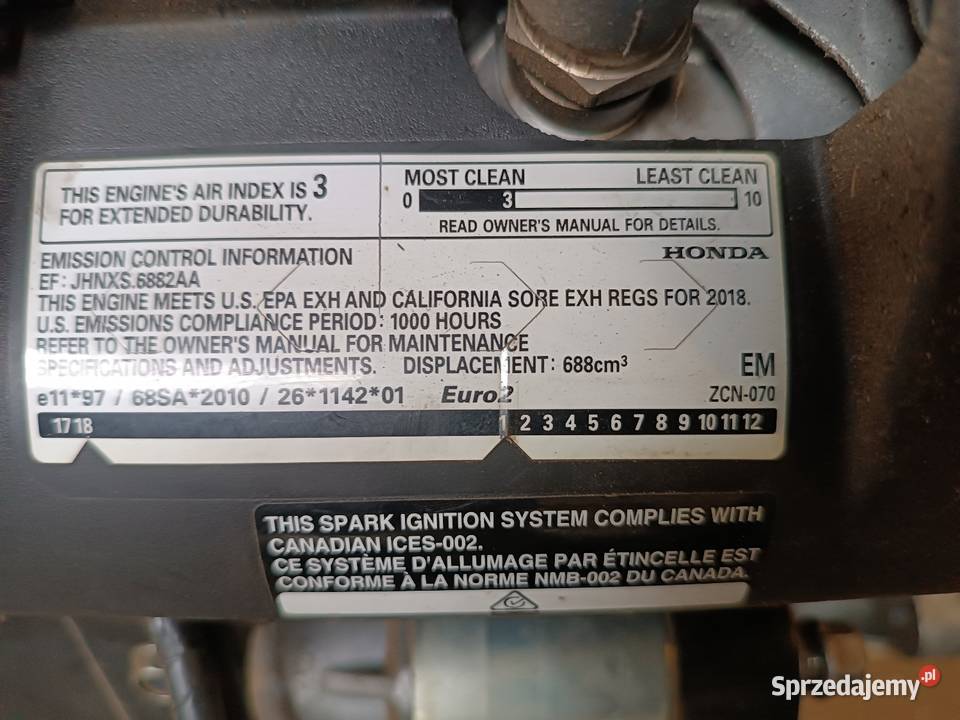 THIS ENGINE'S AIR INDEX IS 3
FOR EXTENDED DURABILITY.
MOST CLEAN LEAST CLEAN
0 3 10
READ OWNER'S MANUAL FOR DETAILS.
EMISSION CONTROL INFORMATION HONDA
EF: JHNXS.6882AA
THIS ENGINE MEETS U.S. EPA EXH AND CALIFORNIA SORE EXH REGS FOR 2018.
U.S. EMISSIONS COMPLIANCE PERIOD: 1000 HOURS
REFER TO THE OWNER'S MANUAL FOR MAINTENANCE
SPECIFICATIONS AND ADJUSTMENTS. DISPLACEMENT: 688cm³ EM
e11*97 / 68SA*2010 / 26*1142*01 Euro2 ZCN-070
17 18 2 3 4 5 6 7 8 9 10 11 12
THIS SPARK IGNITION SYSTEM COMPLIES WITH
CANADIAN ICES-002.
CE SYSTÈME D'ALLUMAGE PAR ÉTINCELLE EST
CONFORME À LA NORME NMB-002 DU CANADA.
Sprzedajemy.pl